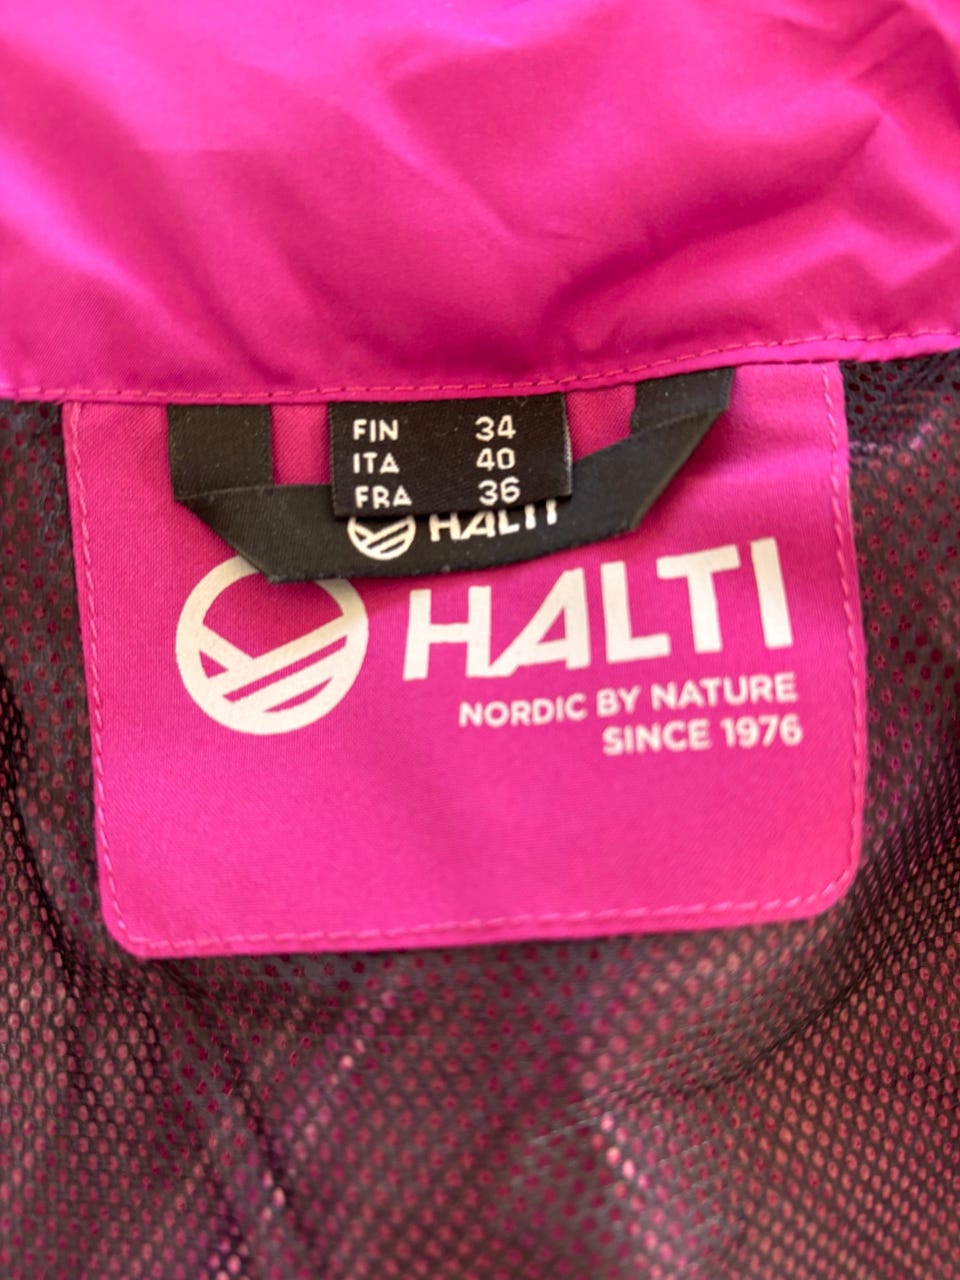 FIN 34
ITA 40
FRA 36
HALTI
HALTI
NORDIC BY NATURE
SINCE 1976